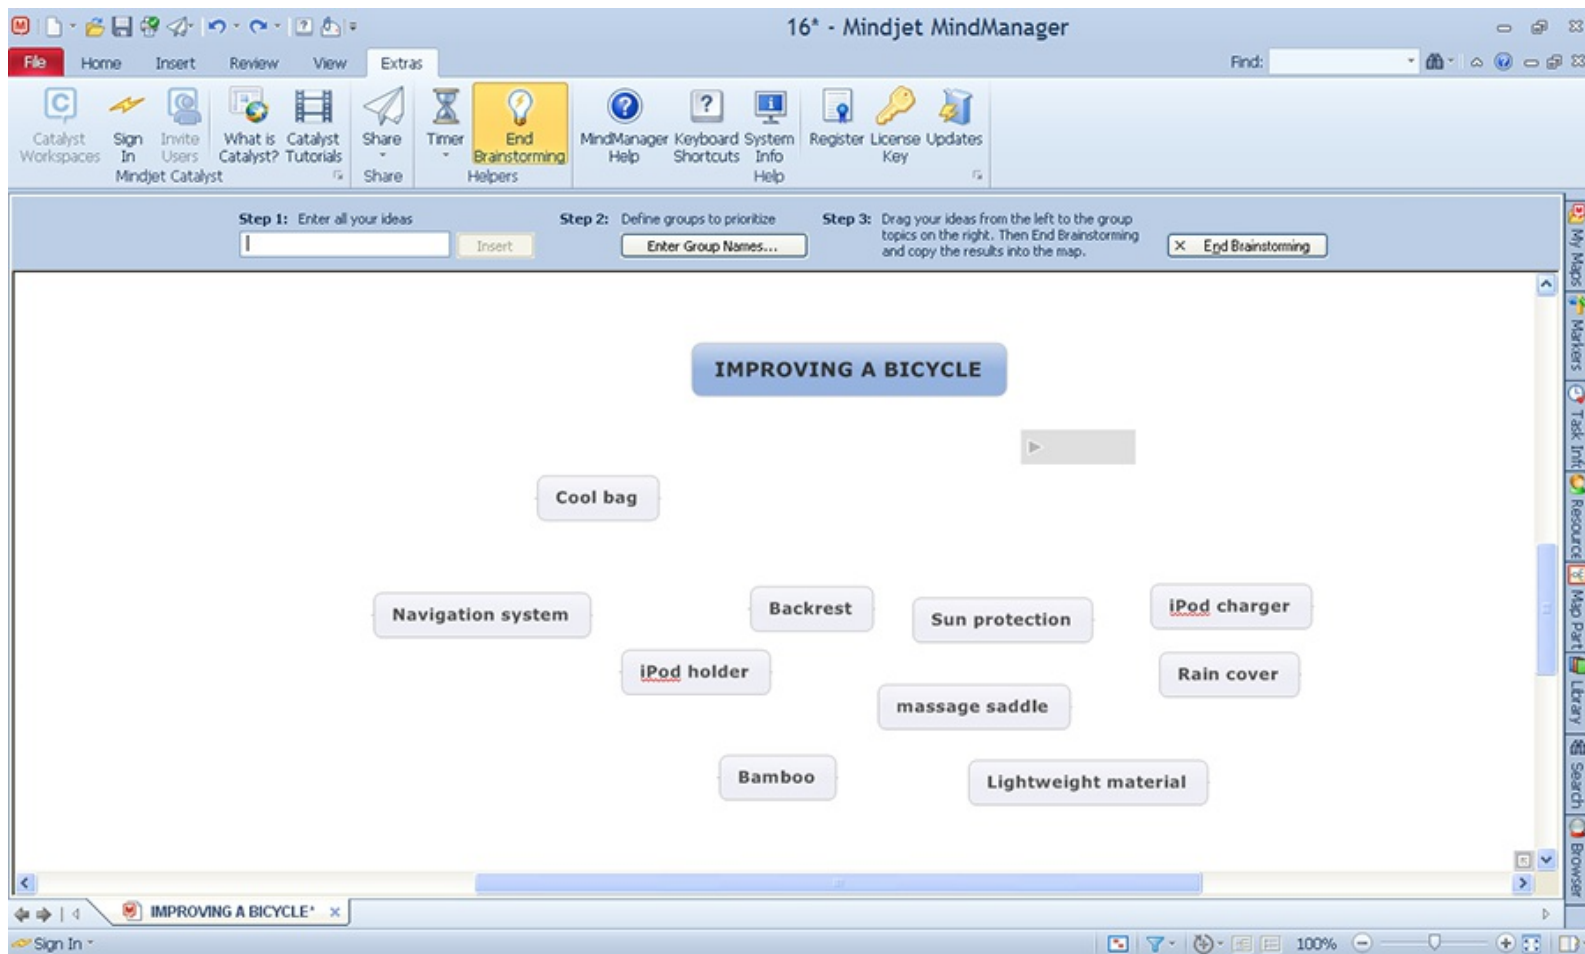 16* - Mindjet MindManager
File Home Insert Review View Extras Find:
Catalyst Workspaces
Sign In
Invite Users
What is Catalyst?
Catalyst Tutorials
Share
Timer
End Brainstorming
MindManager Help
Keyboard Shortcuts
System Info
Register
License Key
Updates
Mindjet Catalyst Share Helpers Help
Step 1: Enter all your ideas
Insert
Step 2: Define groups to prioritize
Enter Group Names...
Step 3: Drag your ideas from the left to the group
topics on the right. Then End Brainstorming
and copy the results into the map.
× End Brainstorming
IMPROVING A BICYCLE
Cool bag
Navigation system
Backrest
Sun protection
iPod charger
iPod holder
Rain cover
massage saddle
Bamboo
Lightweight material
My Maps
Markers
Task Info
Resource
Map Part
Library
Search
Browser
IMPROVING A BICYCLE*
Sign In
100%